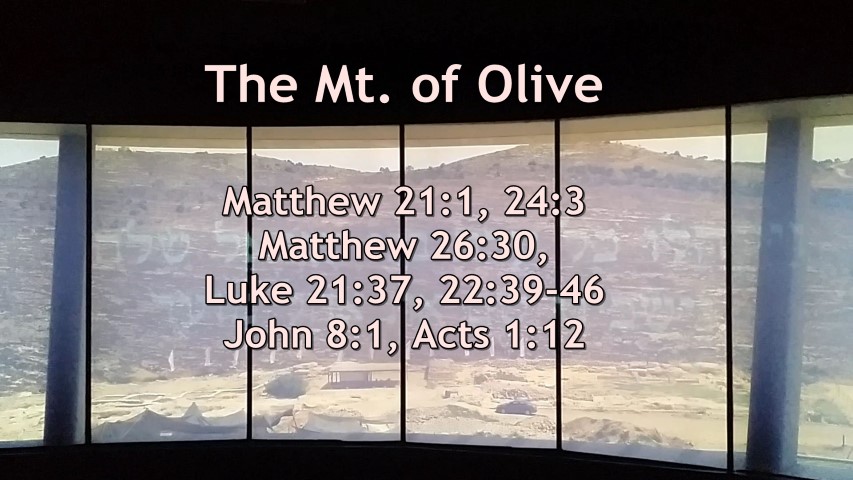 The Mt. of Olive
Matthew 21:1, 24:3
Matthew 26:30,
Luke 21:37, 22:39-46
John 8:1, Acts 1:12